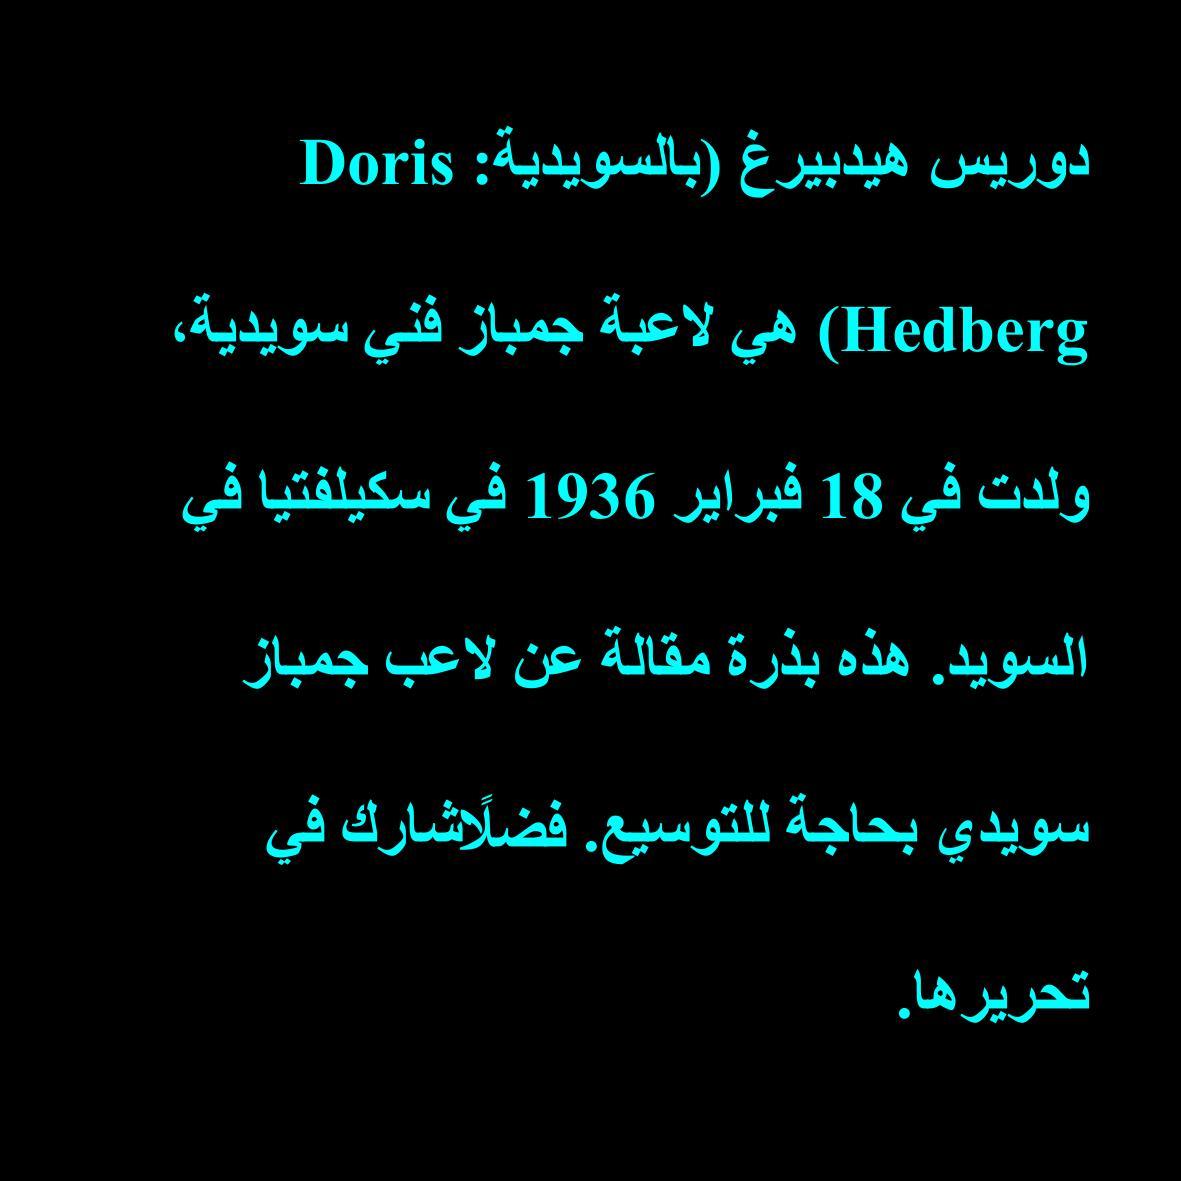 دوريس هيدبيرغ (بالسويدية: Doris
Hedberg) هي لاعبة جمباز فني سويدية،
ولدت في 18 فبراير 1936 في سكيلفتيا في
السويد. هذه بذرة مقالة عن لاعب جمباز
سويدي بحاجة للتوسيع. فضلًاشارك في
تحريرها.